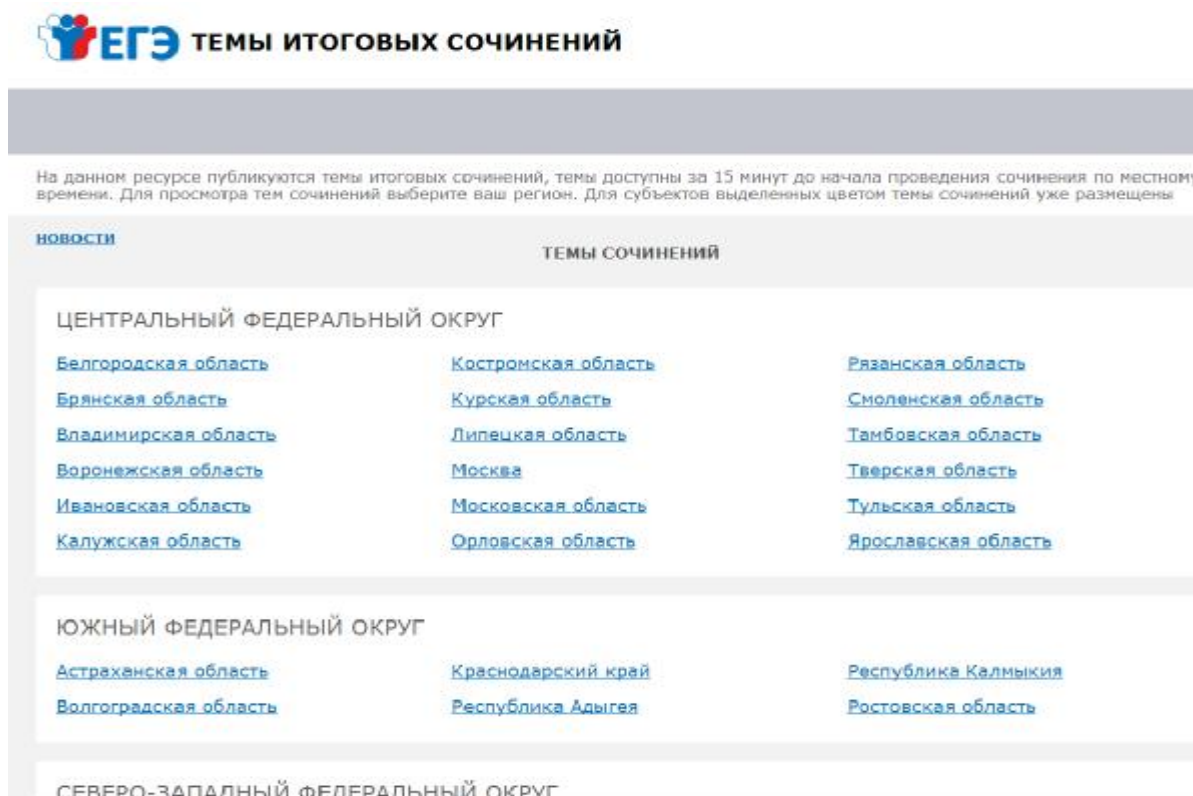 ЕГЭ ТЕМЫ ИТОГОВЫХ СОЧИНЕНИЙ
На данном ресурсе публикуются темы итоговых сочинений, темы доступны за 15 минут до начала проведения сочинения по местному
времени. Для просмотра тем сочинений выберите ваш регион. Для субъектов выделенных цветом темы сочинений уже размещены
НОВОСТИ
ТЕМЫ СОЧИНЕНИЙ
ЦЕНТРАЛЬНЫЙ ФЕДЕРАЛЬНЫЙ ОКРУГ
Белгородская область Костромская область Рязанская область
Брянская область Курская область Смоленская область
Владимирская область Липецкая область Тамбовская область
Воронежская область Москва Тверская область
Ивановская область Московская область Тульская область
Калужская область Орловская область Ярославская область
ЮЖНЫЙ ФЕДЕРАЛЬНЫЙ ОКРУГ
Астраханская область Краснодарский край Республика Калмыкия
Волгоградская область Республика Адыгея Ростовская область
СЕВЕРО-ЗАПАДНЫЙ ФЕДЕРАЛЬНЫЙ ОКРУГ